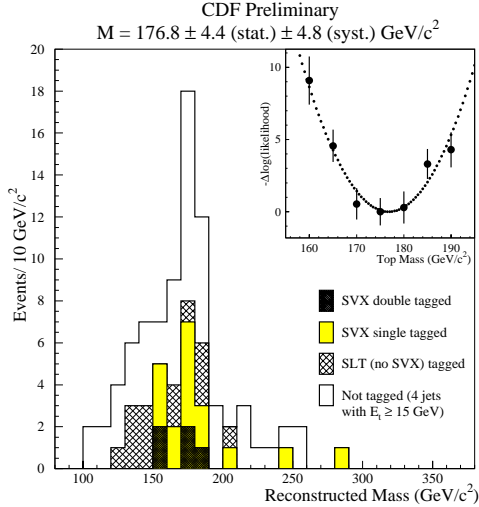 CDF Preliminary
M = 176.8 ± 4.4 (stat.) ± 4.8 (syst.) GeV/c²
Events/ 10 GeV/c²
20
18
16
14
12
10
8
6
4
2
0
100 150 200 250 300 350
Reconstructed Mass (GeV/c²)
-Δlog(likelihood)
10
5
0
160 170 180 190
Top Mass (GeV/c²)
SVX double tagged
SVX single tagged
SLT (no SVX) tagged
Not tagged (4 jets
with Eₜ ≥ 15 GeV)